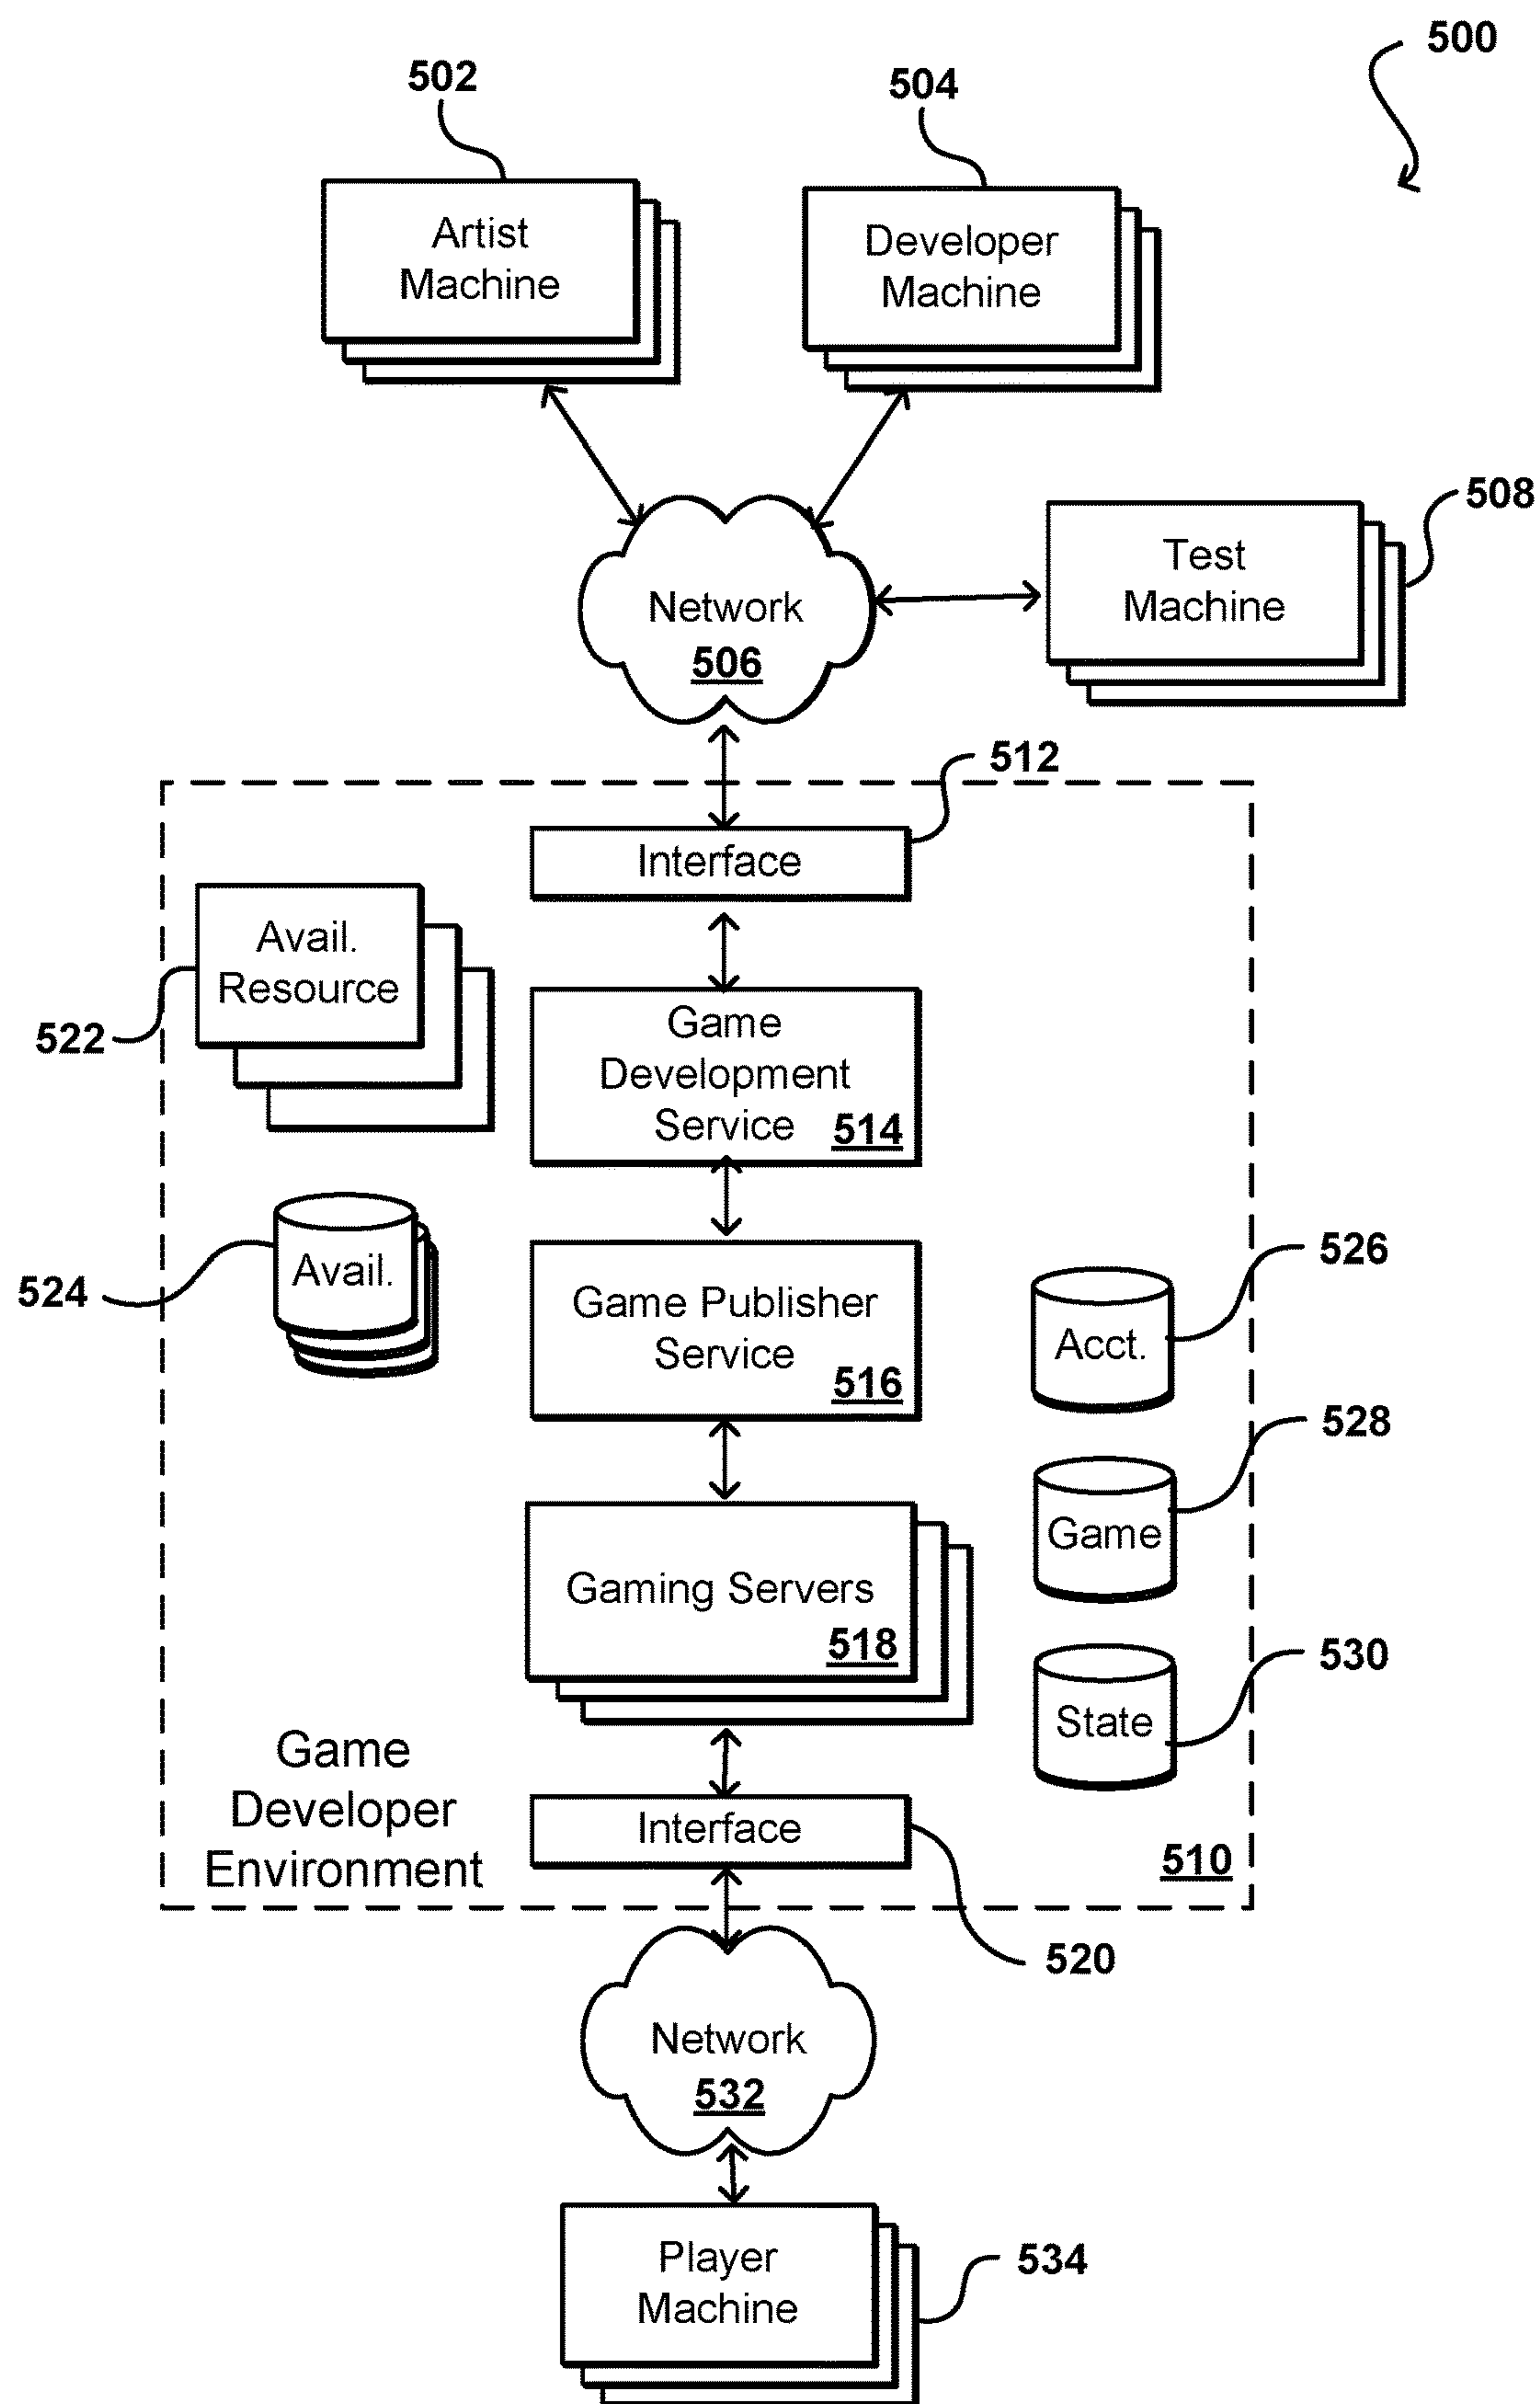 500
502
504
Artist
Machine
Developer
Machine
508
Test
Machine
Network
506
512
Interface
Avail.
Resource
522
Game
Development
Service 514
524
Avail.
Game Publisher
Service
516
526
Acct.
528
Game
Gaming Servers
518
530
State
Game
Developer
Environment
Interface
510
520
Network
532
Player
Machine
534